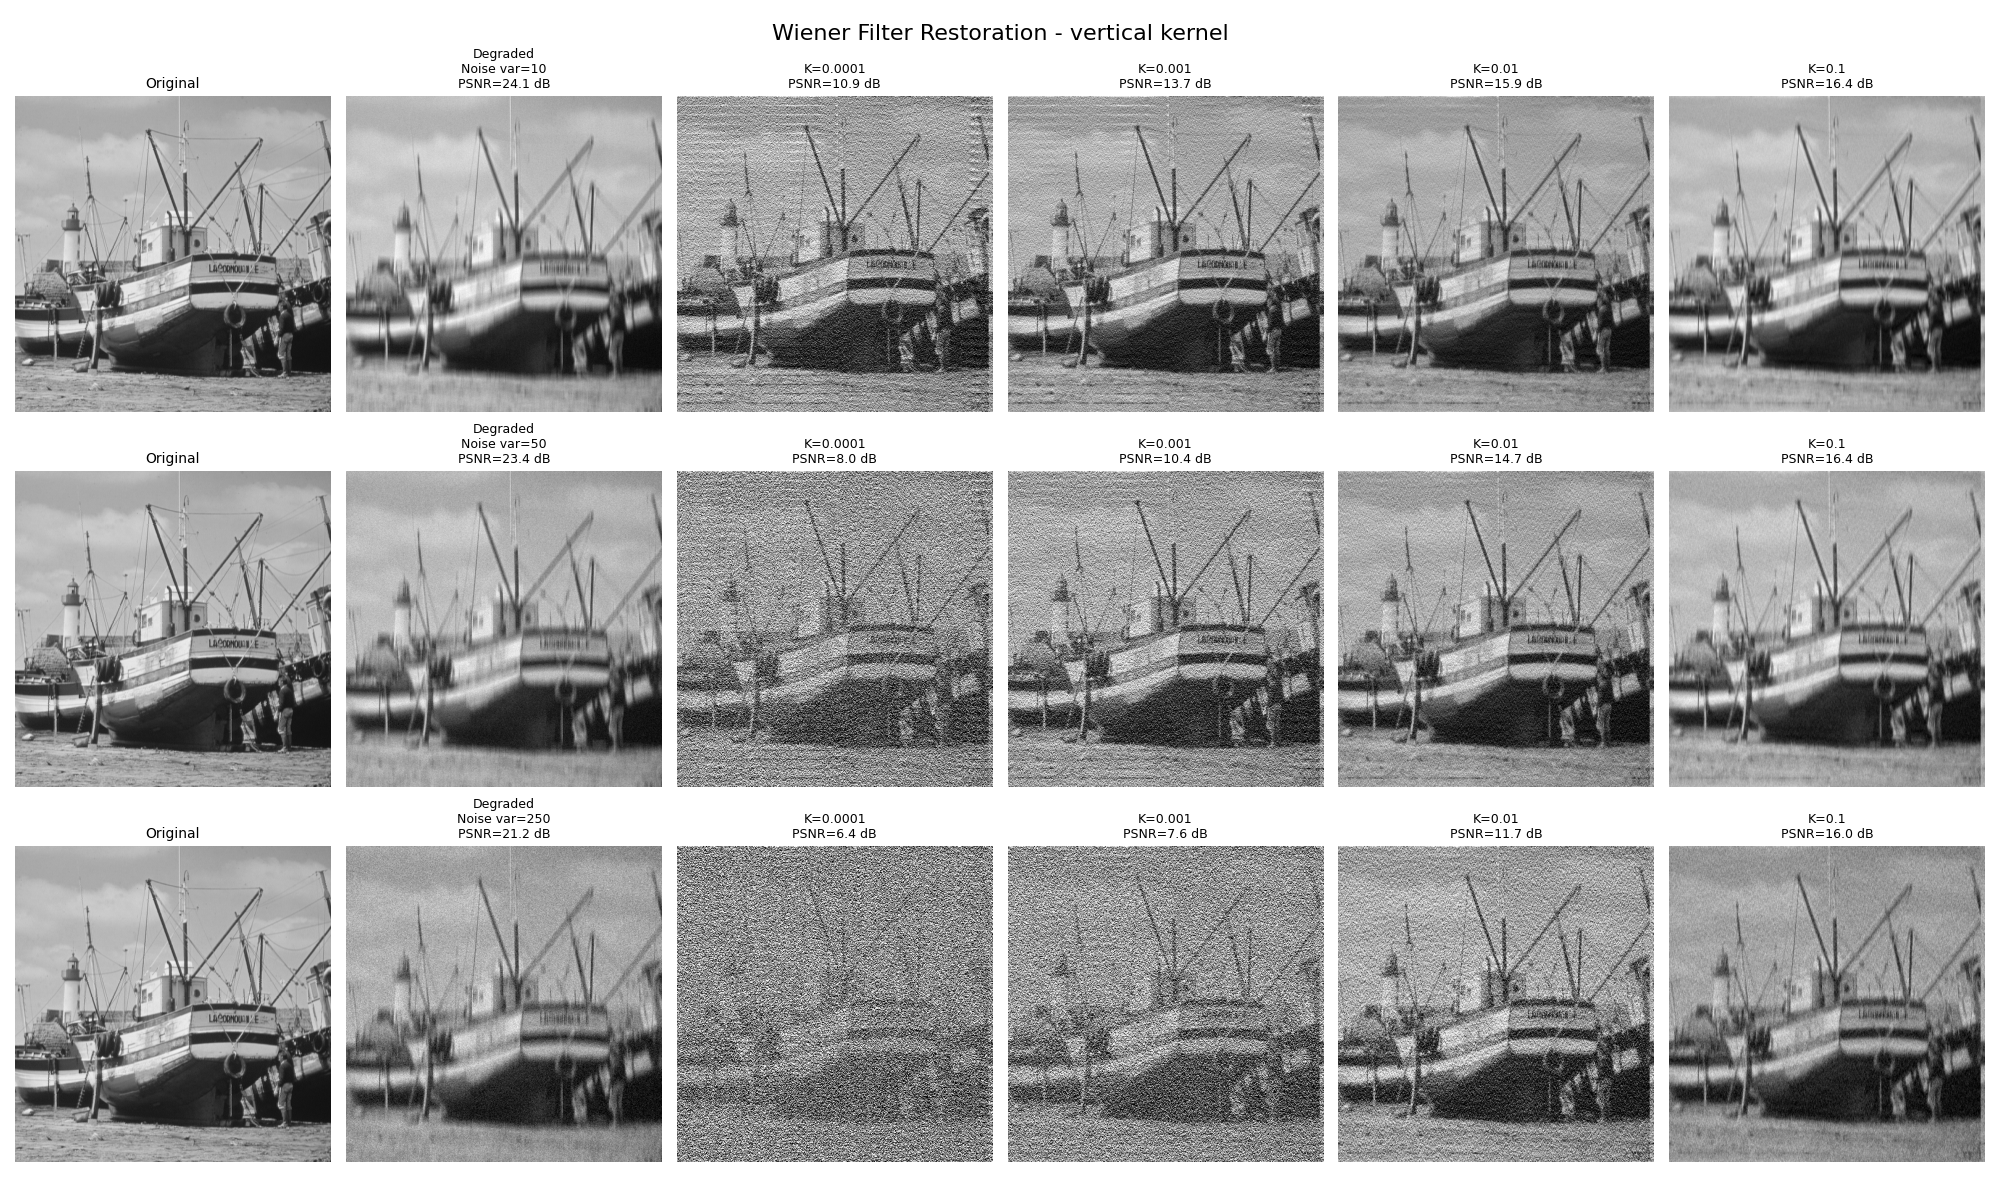 Wiener Filter Restoration - vertical kernel
Original
Degraded
Noise var=10
PSNR=24.1 dB
K=0.0001
PSNR=10.9 dB
K=0.001
PSNR=13.7 dB
K=0.01
PSNR=15.9 dB
K=0.1
PSNR=16.4 dB
Original
Degraded
Noise var=50
PSNR=23.4 dB
K=0.0001
PSNR=8.0 dB
K=0.001
PSNR=10.4 dB
K=0.01
PSNR=14.7 dB
K=0.1
PSNR=16.4 dB
Original
Degraded
Noise var=250
PSNR=21.2 dB
K=0.0001
PSNR=6.4 dB
K=0.001
PSNR=7.6 dB
K=0.01
PSNR=11.7 dB
K=0.1
PSNR=16.0 dB